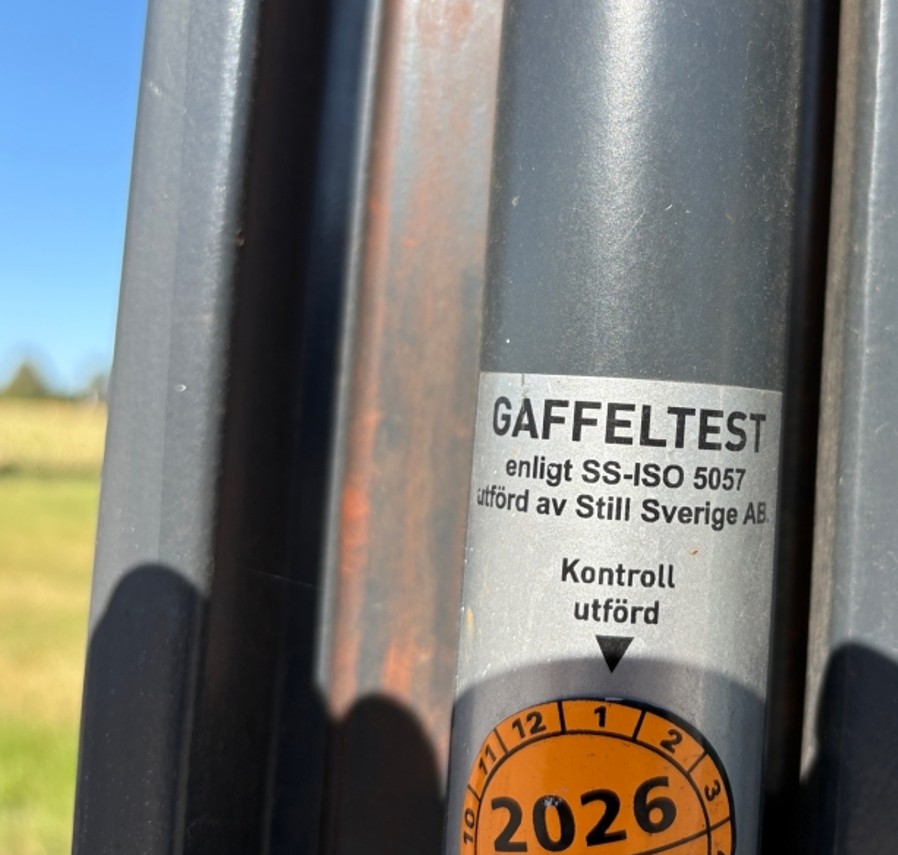 GAFFELTEST
enligt SS-ISO 5057
utförd av Still Sverige AB.
Kontroll
utförd
10 11 12 1 2 3
2026